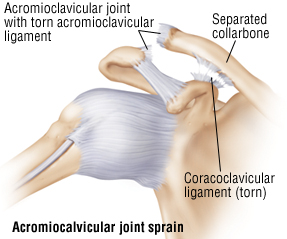 Acromioclavicular joint
with torn acromioclavicular
ligament
Separated
collarbone
Coracoclavicular
ligament (torn)
Acromiocalvicular joint sprain